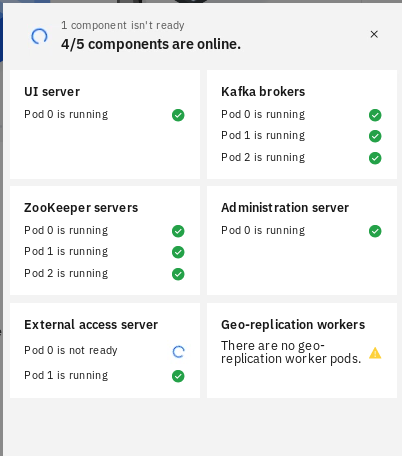 1 component isn't ready
4/5 components are online.
UI server
Pod 0 is running
Kafka brokers
Pod 0 is running
Pod 1 is running
Pod 2 is running
ZooKeeper servers
Pod 0 is running
Pod 1 is running
Pod 2 is running
Administration server
Pod 0 is running
External access server
Pod 0 is not ready
Pod 1 is running
Geo-replication workers
There are no geo-
replication worker pods.